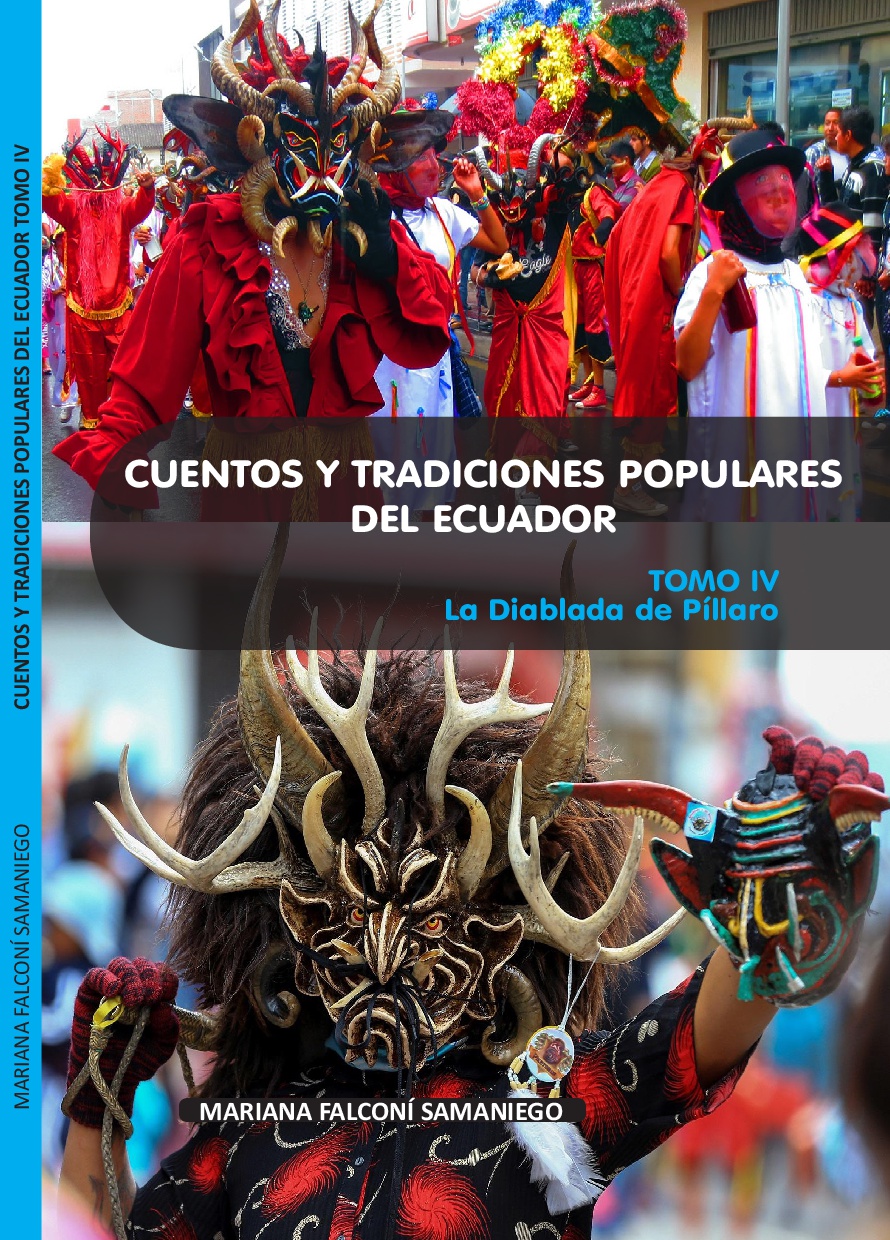 CUENTOS Y TRADICIONES POPULARES DEL ECUADOR TOMO IV
MARIANA FALCONÍ SAMANIEGO
Eagle
CUENTOS Y TRADICIONES POPULARES
DEL ECUADOR
TOMO IV
La Diablada de Píllaro
MARIANA FALCONÍ SAMANIEGO